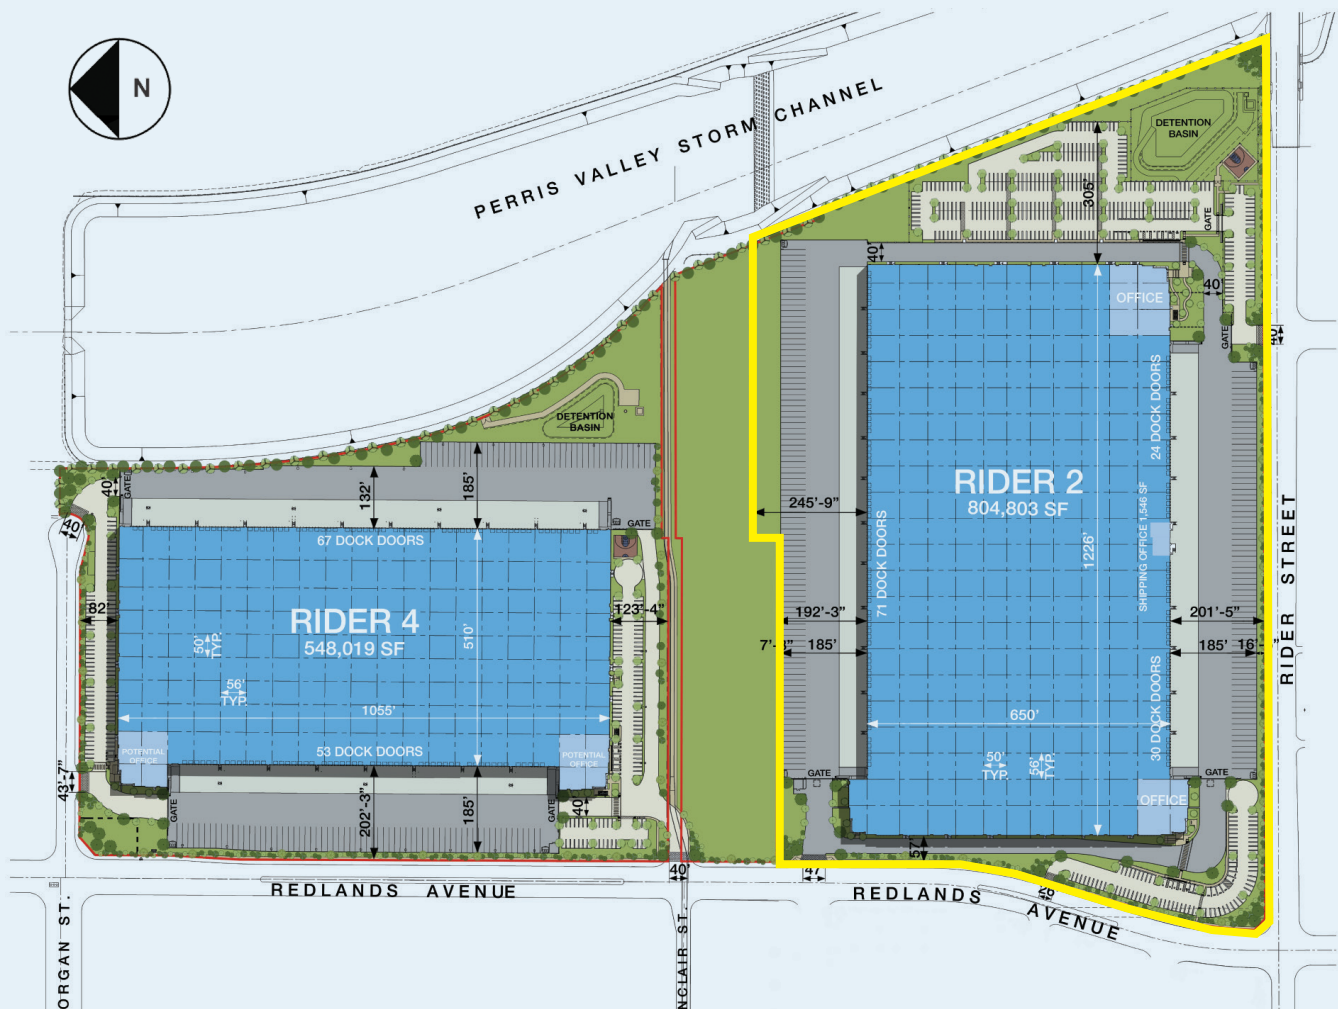 N
PERRIS VALLEY STORM CHANNEL
DETENTION
BASIN
305'
GATE
40'
OFFICE
40'
GATE
40'
24 DOCK DOORS
RIDER 2
804,803 SF
SHIPPING OFFICE 1,546 SF
1226'
245'-9"
71 DOCK DOORS
192'-3"
185'
201'-5"
185'
30 DOCK DOORS
650'
50'
TYP.
56'
TYP.
GATE
GATE
OFFICE
57'
47'
RIDER STREET
DETENTION
BASIN
40'
GATE
132'
185'
40'
GATE
67 DOCK DOORS
RIDER 4
548,019 SF
510'
82'
123'-4"
50'
TYP.
56'
TYP.
1055'
53 DOCK DOORS
POTENTIAL
OFFICE
POTENTIAL
OFFICE
43'-7"
GATE
202'-3"
185'
GATE
40'
40'
REDLANDS AVENUE
REDLANDS AVENUE
ORGAN ST.
NCLAIR ST.